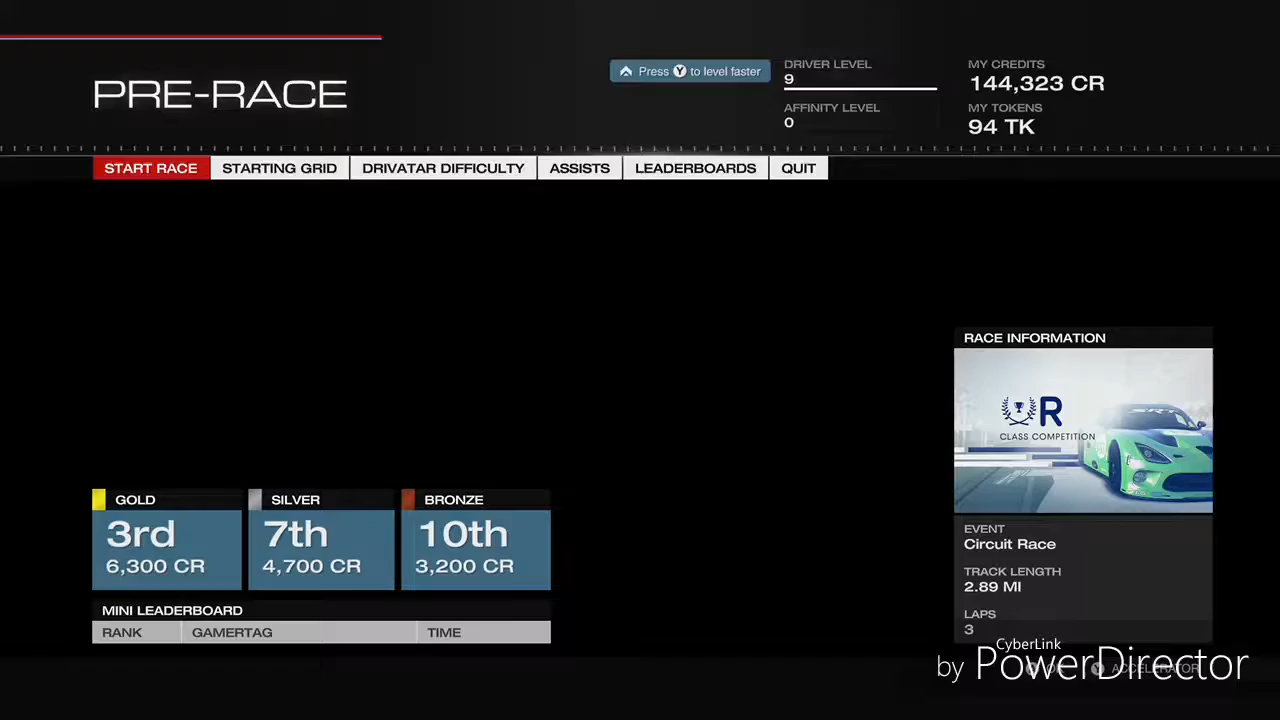 PRE-RACE
Press Y to level faster
DRIVER LEVEL
9
AFFINITY LEVEL
0
MY CREDITS
144,323 CR
MY TOKENS
94 TK
START RACE STARTING GRID DRIVATAR DIFFICULTY ASSISTS LEADERBOARDS QUIT
RACE INFORMATION
SRT
R
CLASS COMPETITION
EVENT
Circuit Race
TRACK LENGTH
2.89 MI
LAPS
3
GOLD
3rd
6,300 CR
SILVER
7th
4,700 CR
BRONZE
10th
3,200 CR
MINI LEADERBOARD
RANK GAMERTAG TIME
CyberLink
by PowerDirector
Y ACCELERATOR